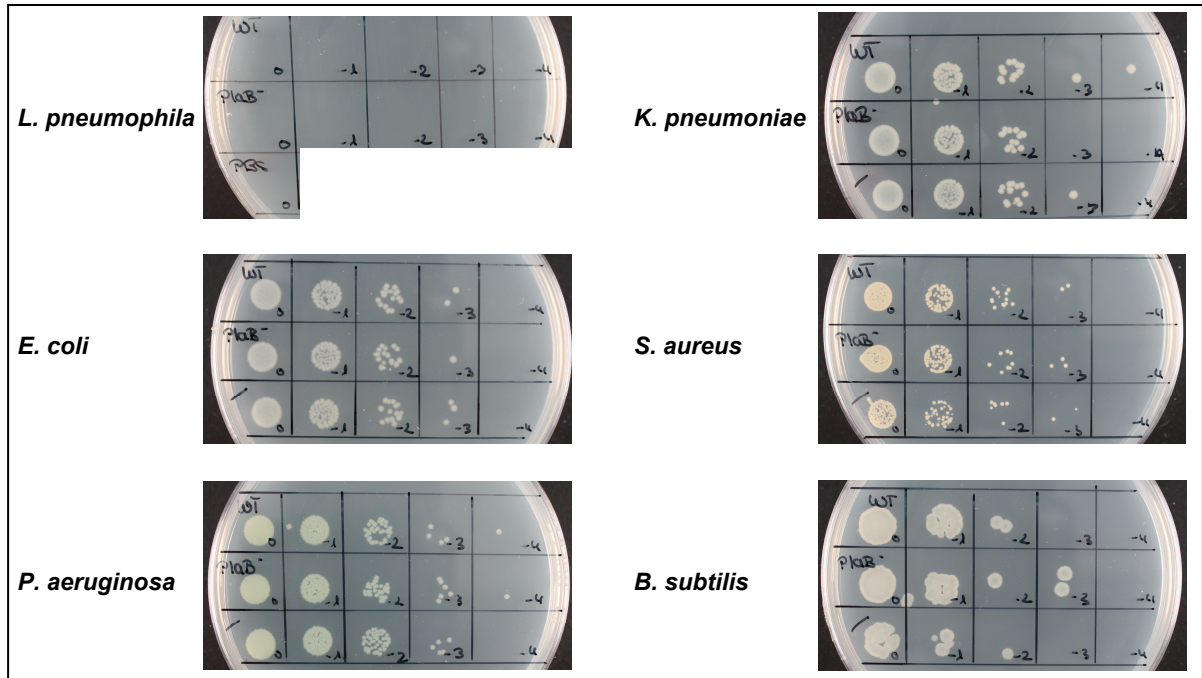 L. pneumophila
WT
0 -1 -2 -3 -4
PlaB-
0 -1 -2 -3 -4
PBS
0
K. pneumoniae
WT
0 -1 -2 -3 -4
PlaB-
0 -1 -2 -3 -4
/
0 -1 -2 -3 -4
E. coli
WT
0 -1 -2 -3 -4
PlaB-
0 -1 -2 -3 -4
/
0 -1 -2 -3 -4
S. aureus
WT
0 -1 -2 -3 -4
PlaB-
0 -1 -2 -3 -4
/
0 -1 -2 -3 -4
P. aeruginosa
WT
0 -1 -2 -3 -4
PlaB-
0 -1 -2 -3 -4
/
0 -1 -2 -3 -4
B. subtilis
WT
0 -1 -2 -3 -4
PlaB-
0 -1 -2 -3 -4
/
0 -1 -2 -3 -4